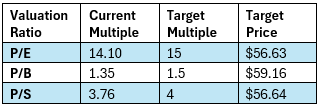 Valuation Ratio Current Multiple Target Multiple Target Price
P/E 14.10 15 $56.63
P/B 1.35 1.5 $59.16
P/S 3.76 4 $56.64